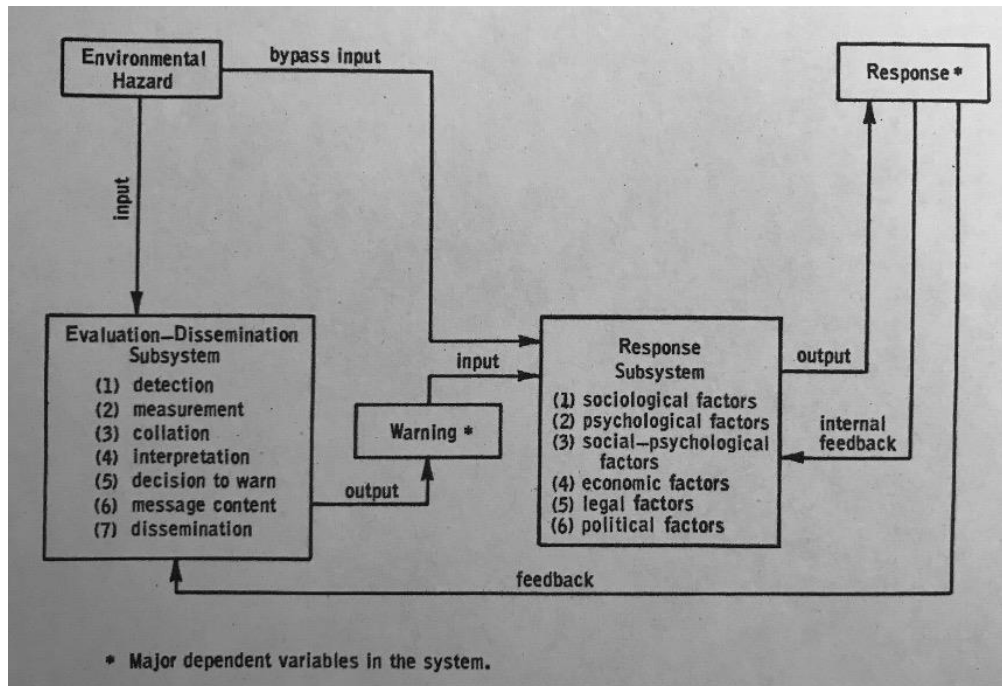 Environmental
Hazard
bypass input
Response *
input
Evaluation–Dissemination
Subsystem
(1) detection
(2) measurement
(3) collation
(4) interpretation
(5) decision to warn
(6) message content
(7) dissemination
output
Warning *
input
Response
Subsystem
(1) sociological factors
(2) psychological factors
(3) social–psychological
factors
(4) economic factors
(5) legal factors
(6) political factors
output
internal
feedback
feedback
* Major dependent variables in the system.